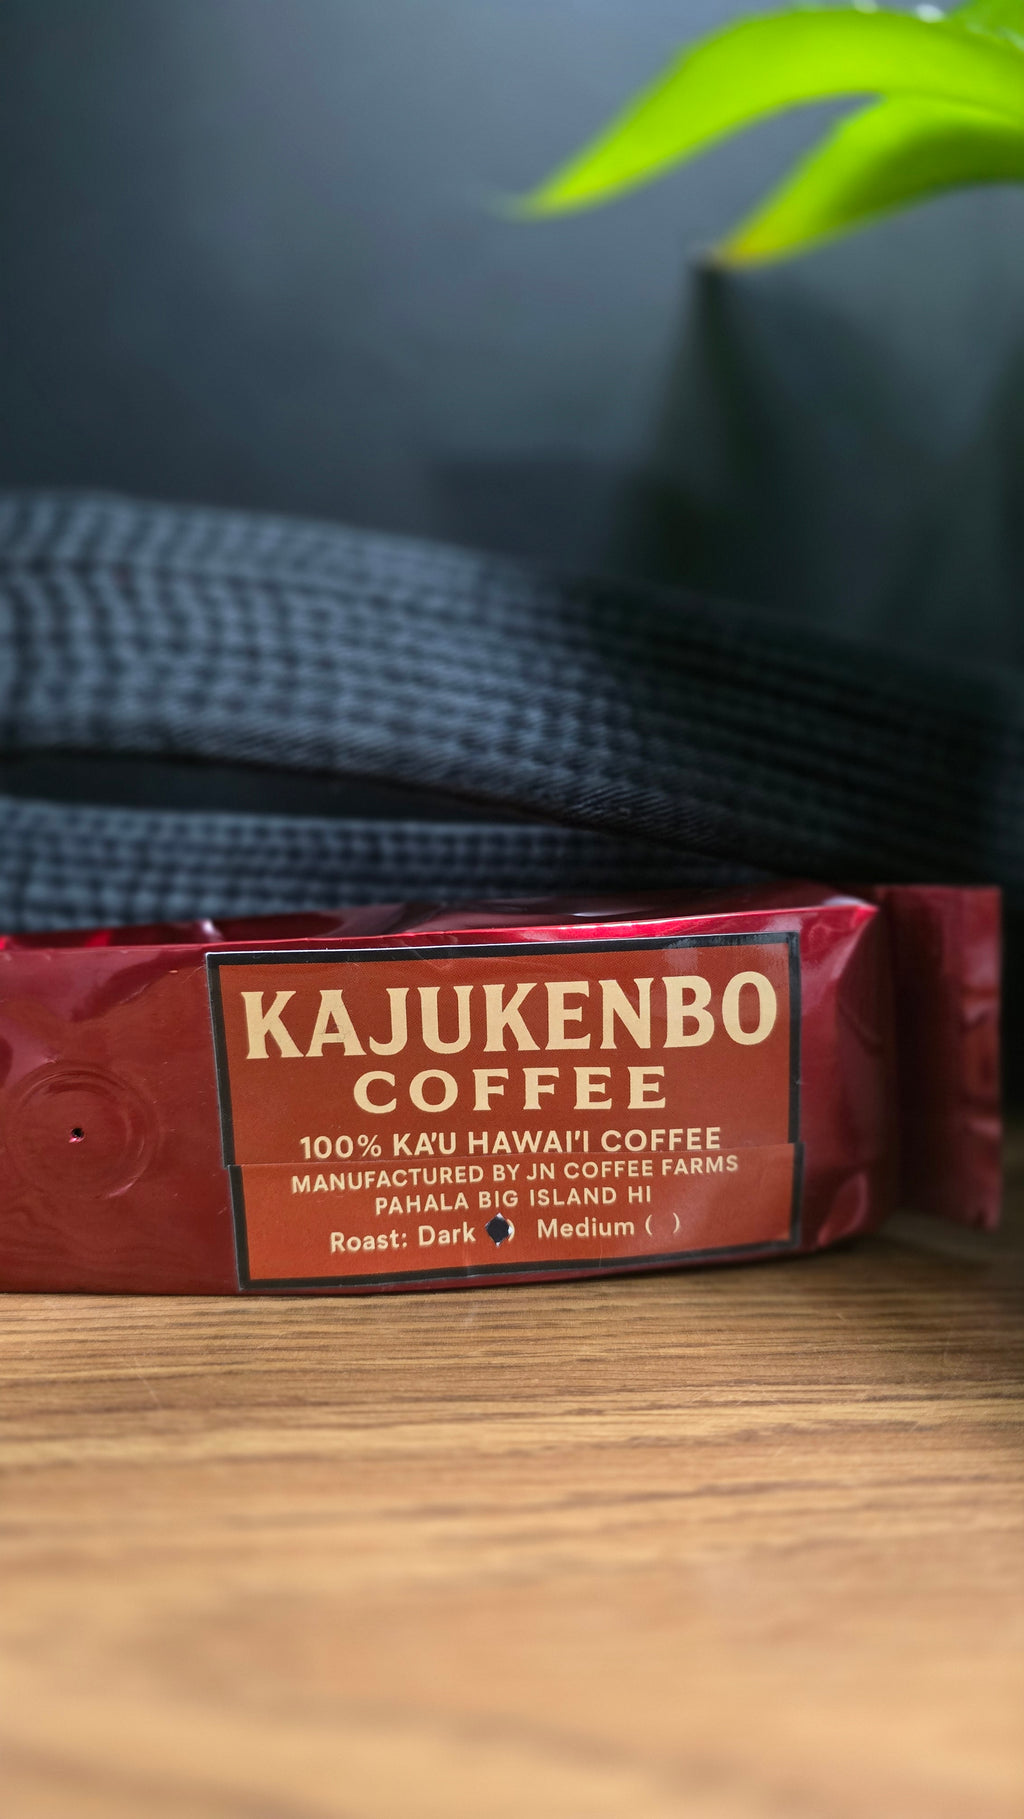 KAJUKENBO
COFFEE
100% KA'U HAWAI'I COFFEE
MANUFACTURED BY JN COFFEE FARMS
PAHALA BIG ISLAND HI
Roast: Dark ◆) Medium ( )